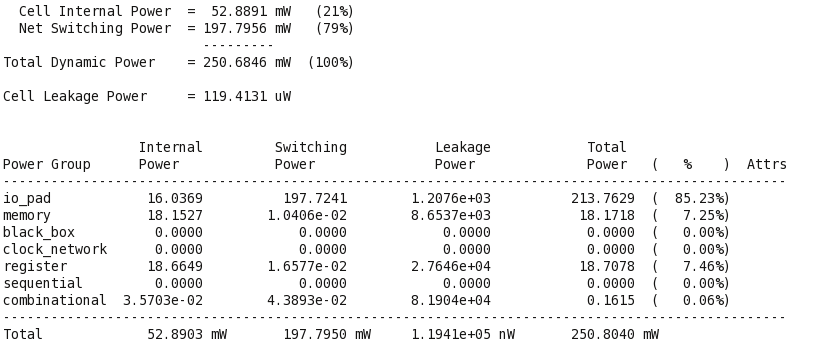 Cell Internal Power  =  52.8891 mW   (21%)
Net Switching Power  = 197.7956 mW   (79%)
---------
Total Dynamic Power    = 250.6846 mW  (100%)
Cell Leakage Power     = 119.4131 uW
Internal         Switching           Leakage            Total
Power Group      Power            Power               Power              Power   (   %    )  Attrs
--------------------------------------------------------------------------------------------------
io_pad            16.0369         197.7241        1.2076e+03          213.7629  (  85.23%)
memory            18.1527       1.0406e-02        8.6537e+03           18.1718  (   7.25%)
black_box          0.0000           0.0000            0.0000            0.0000  (   0.00%)
clock_network      0.0000           0.0000            0.0000            0.0000  (   0.00%)
register          18.6649       1.6577e-02        2.7646e+04           18.7078  (   7.46%)
sequential         0.0000           0.0000            0.0000            0.0000  (   0.00%)
combinational  3.5703e-02       4.3893e-02        8.1904e+04            0.1615  (   0.06%)
--------------------------------------------------------------------------------------------------
Total             52.8903 mW      197.7950 mW     1.1941e+05 nW       250.8040 mW